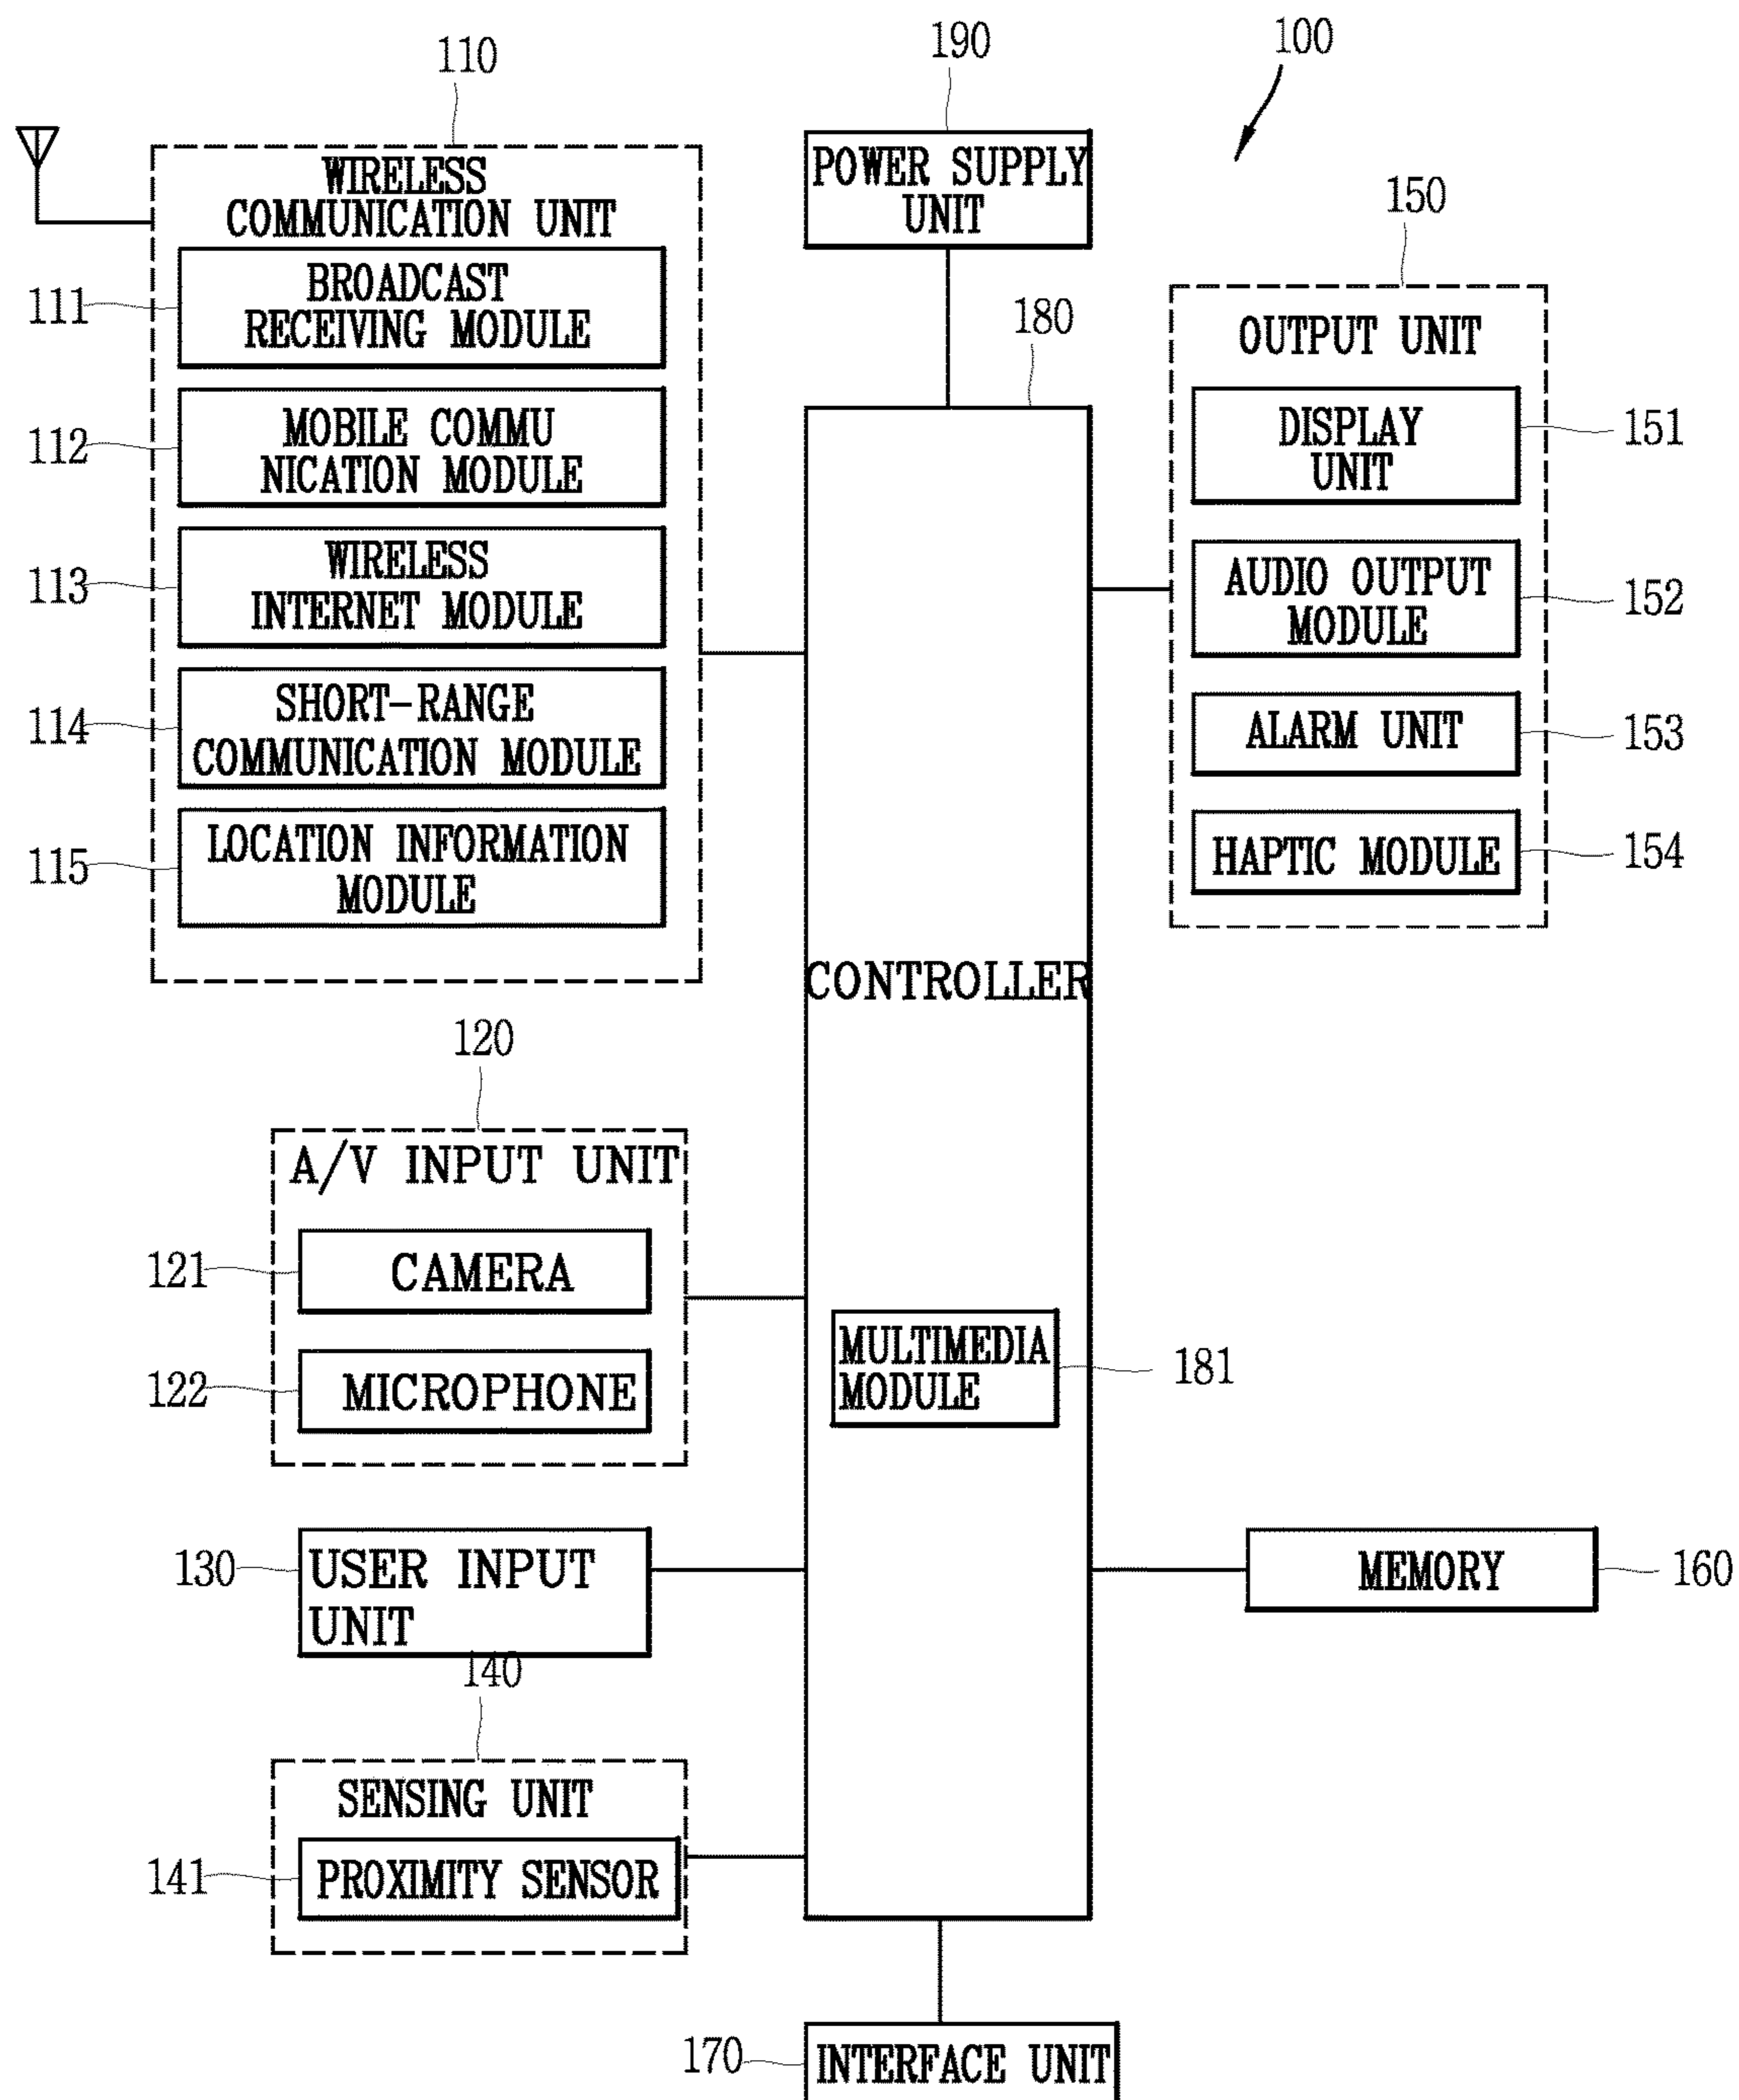 100
190
110
WIRELESS
COMMUNICATION UNIT
111
BROADCAST
RECEIVING MODULE
112
MOBILE COMMU
NICATION MODULE
113
WIRELESS
INTERNET MODULE
114
SHORT-RANGE
COMMUNICATION MODULE
115
LOCATION INFORMATION
MODULE
POWER SUPPLY
UNIT
180
CONTROLLER
MULTIMEDIA
MODULE
181
150
OUTPUT UNIT
DISPLAY
UNIT
151
AUDIO OUTPUT
MODULE
152
ALARM UNIT
153
HAPTIC MODULE
154
120
A/V INPUT UNIT
121
CAMERA
122
MICROPHONE
130
USER INPUT
UNIT
140
SENSING UNIT
141
PROXIMITY SENSOR
MEMORY
160
170
INTERFACE UNIT